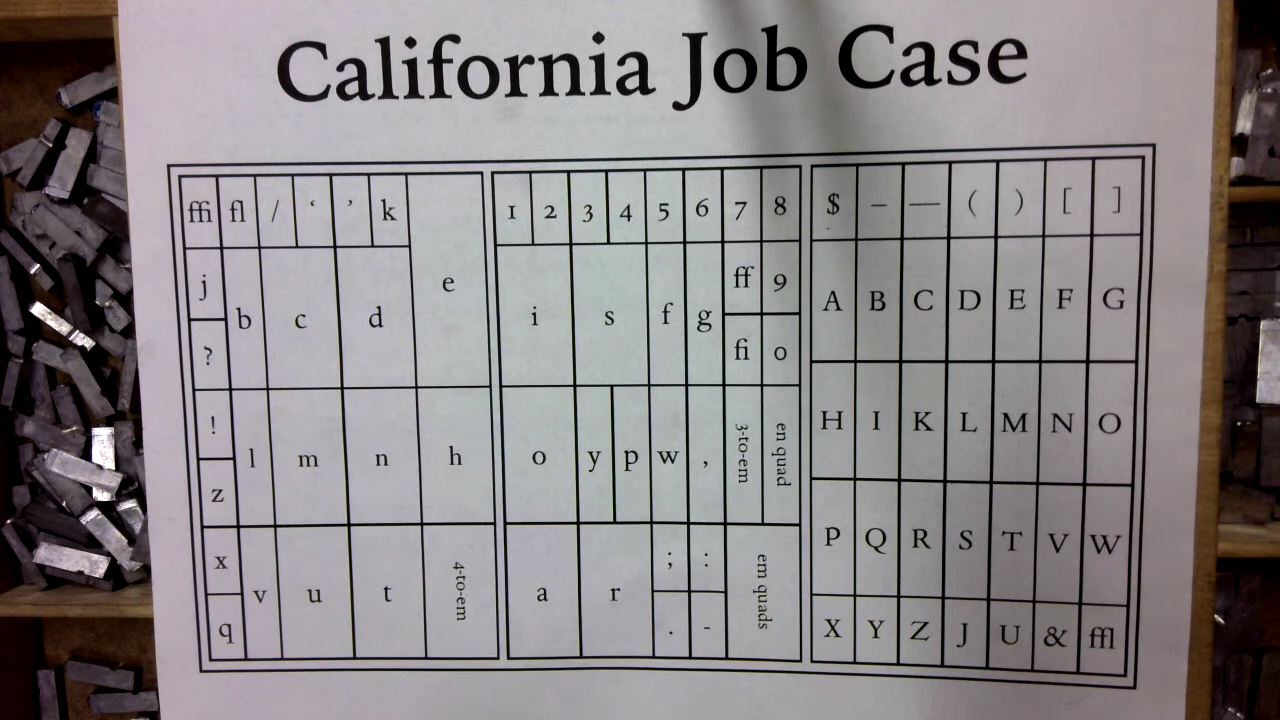 California Job Case
ffi fl / ‘ ’ k e 1 2 3 4 5 6 7 8 $ – — ( ) [ ]
j b c d i s f g ff 9 A B C D E F G
? fi 0
! l m n h o y p w , 3-to-em en quad H I K L M N O
z
x v u t 4-to-em a r ; : em quads P Q R S T V W
q . - X Y Z J U & ffl